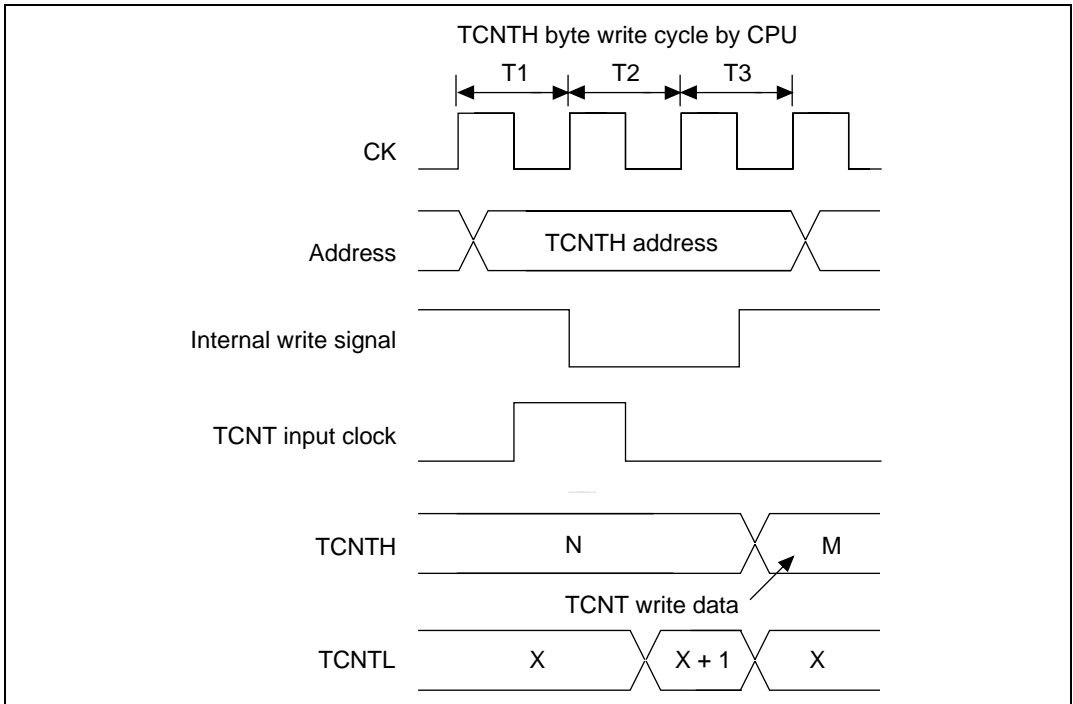 TCNTH byte write cycle by CPU
T1 T2 T3
CK
Address TCNTH address
Internal write signal
TCNT input clock
TCNTH N M
TCNT write data
TCNTL X X + 1 X